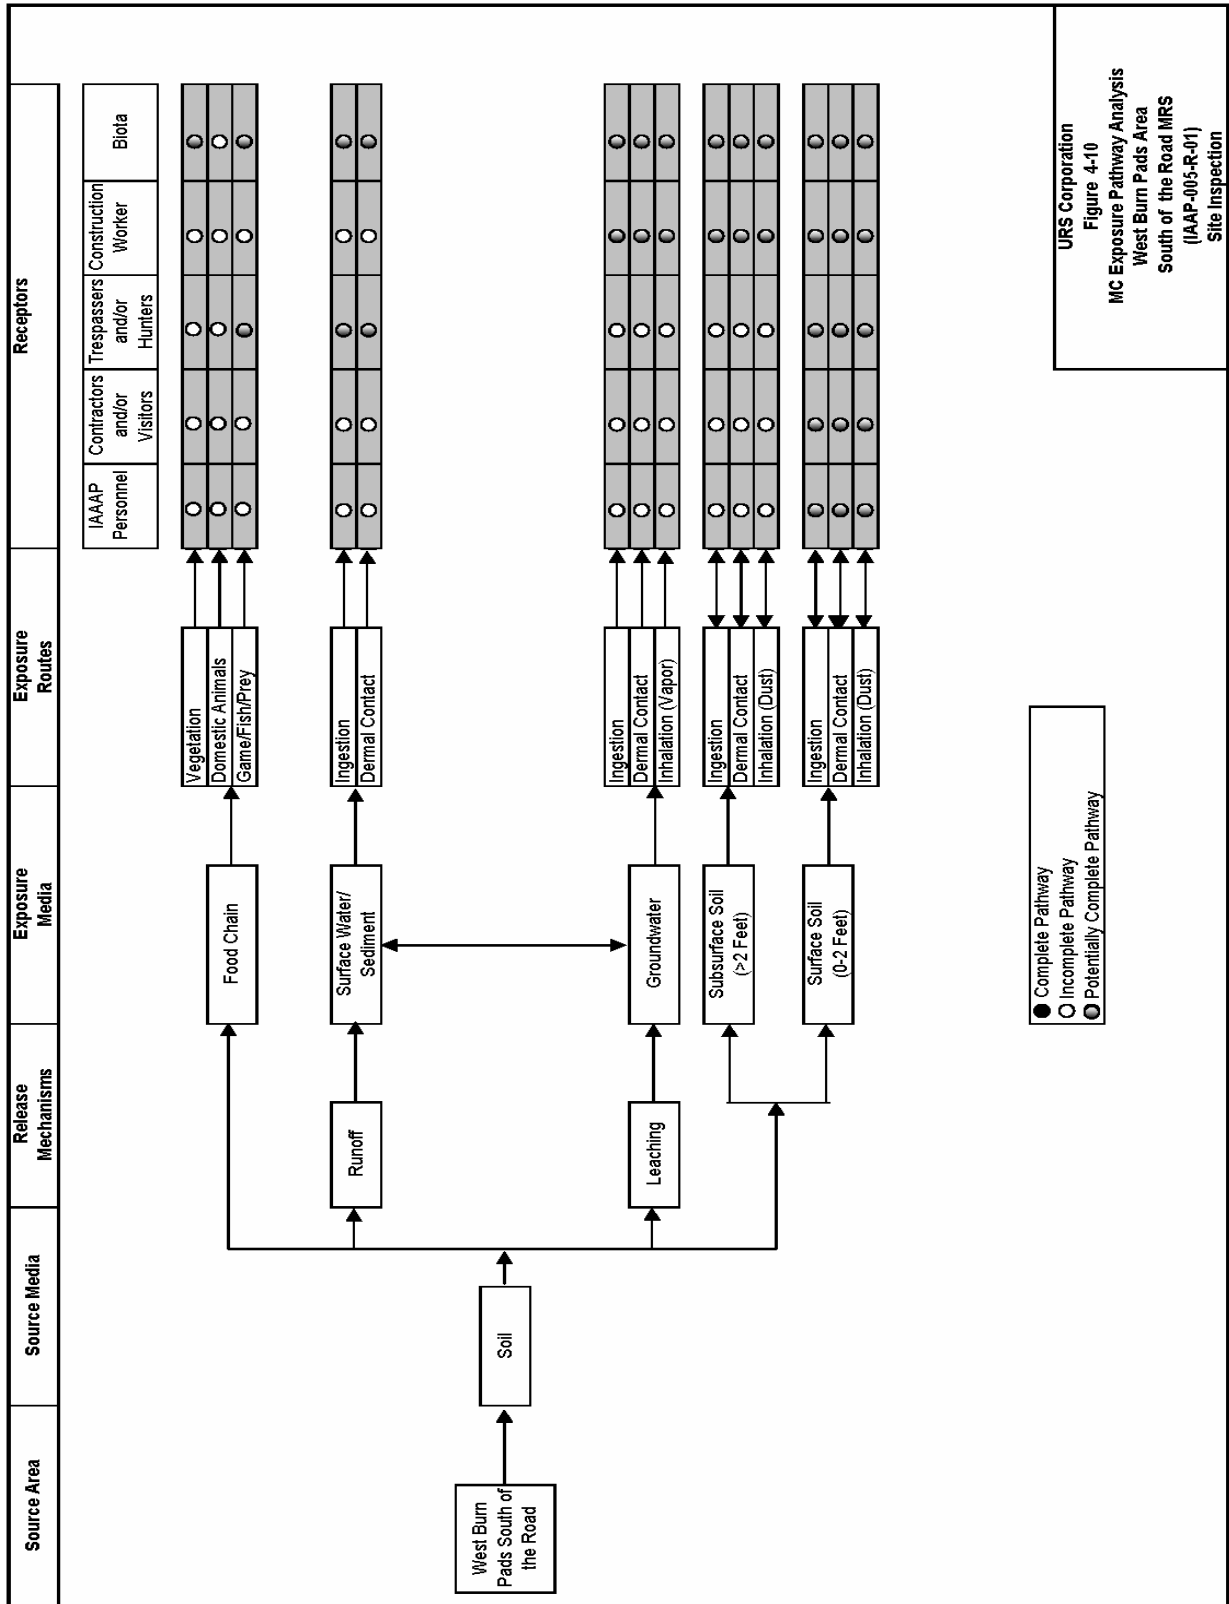 Source Area
Source Media
Release
Mechanisms
Exposure
Media
Exposure
Routes
Receptors
IAAAP
Personnel
Contractors
and/or
Visitors
Trespassers
and/or
Hunters
Construction
Worker
Biota
West Burn
Pads South of
the Road
Soil
Food Chain
Vegetation
Domestic Animals
Game/Fish/Prey
Runoff
Surface Water/
Sediment
Ingestion
Dermal Contact
Leaching
Groundwater
Ingestion
Dermal Contact
Inhalation (Vapor)
Subsurface Soil
(>2 Feet)
Ingestion
Dermal Contact
Inhalation (Dust)
Surface Soil
(0-2 Feet)
Ingestion
Dermal Contact
Inhalation (Dust)
Complete Pathway
Incomplete Pathway
Potentially Complete Pathway
URS Corporation
Figure 4-10
MC Exposure Pathway Analysis
West Burn Pads Area
South of the Road MRS
(IAAP-005-R-01)
Site Inspection